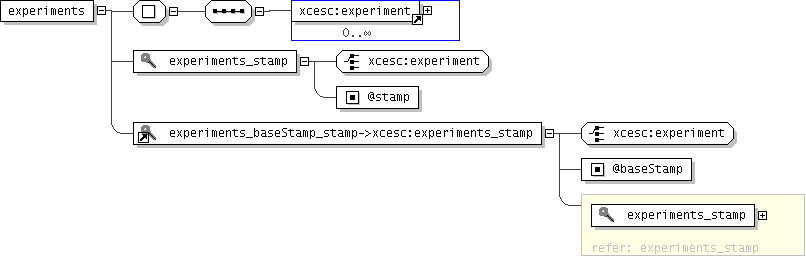 experiments
xcesc:experiment
0..∞
experiments_stamp
xcesc:experiment
@stamp
experiments_baseStamp_stamp->xcesc:experiments_stamp
xcesc:experiment
@baseStamp
experiments_stamp
refer: experiments_stamp